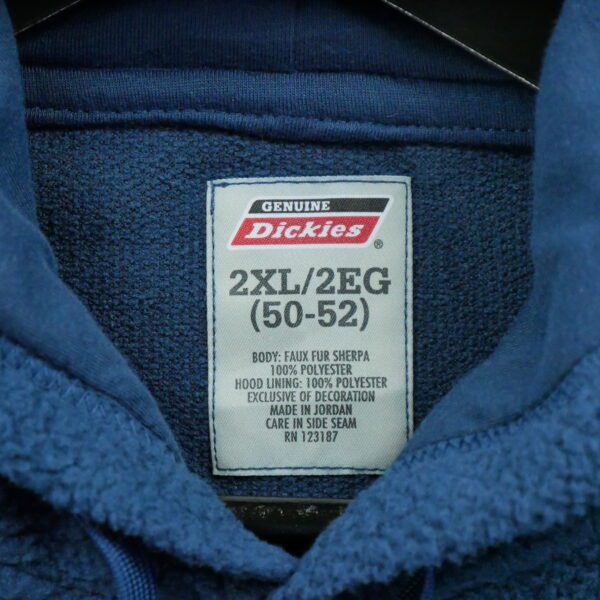 GENUINE
Dickies®
2XL/2EG
(50-52)
BODY: FAUX FUR SHERPA
100% POLYESTER
HOOD LINING: 100% POLYESTER
EXCLUSIVE OF DECORATION
MADE IN JORDAN
CARE IN SIDE SEAM
RN 123187